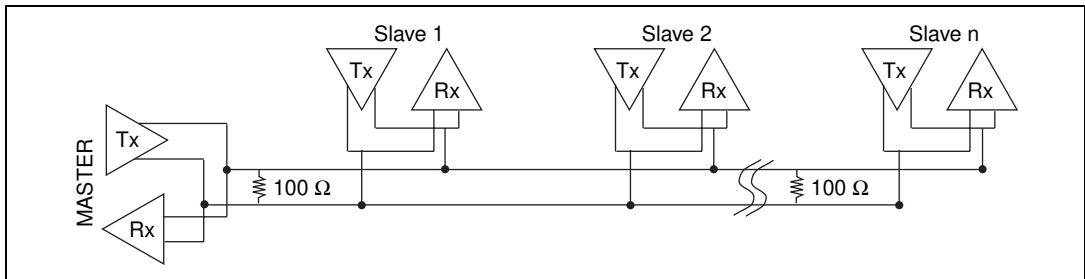 Slave 1
Slave 2
Slave n
Tx
Rx
Tx
Rx
Tx
Rx
MASTER
Tx
Rx
100 Ω
100 Ω